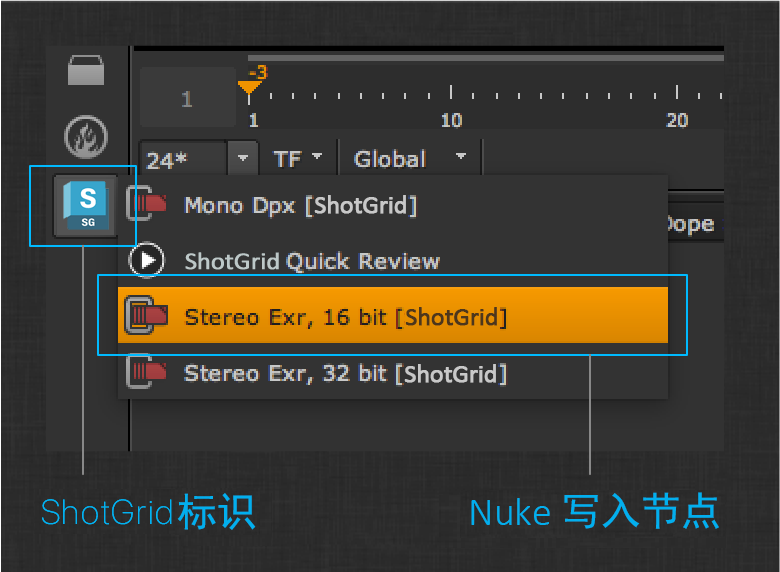 -3
1
1
10
20
24*
TF
Global
S
SG
Mono Dpx [ShotGrid]
Dope
ShotGrid Quick Review
Stereo Exr, 16 bit [ShotGrid]
Stereo Exr, 32 bit [ShotGrid]
ShotGrid标识
Nuke 写入节点